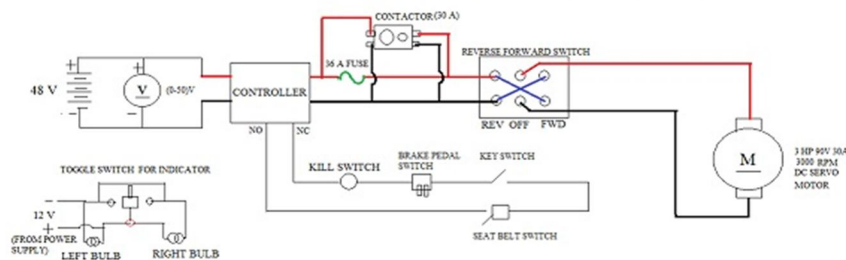 CONTACTOR (30 A)
36 A FUSE
REVERSE FORWARD SWITCH
+
+
48 V
V
(0-50)V
CONTROLLER
-
-
NO
NC
REV OFF FWD
M
3 HP 90V 30A
3000 RPM
DC SERVO
MOTOR
KILL SWITCH
BRAKE PEDAL
SWITCH
KEY SWITCH
SEAT BELT SWITCH
TOGGLE SWITCH FOR INDICATOR
-
12 V
+
(FROM POWER
SUPPLY)
LEFT BULB
RIGHT BULB